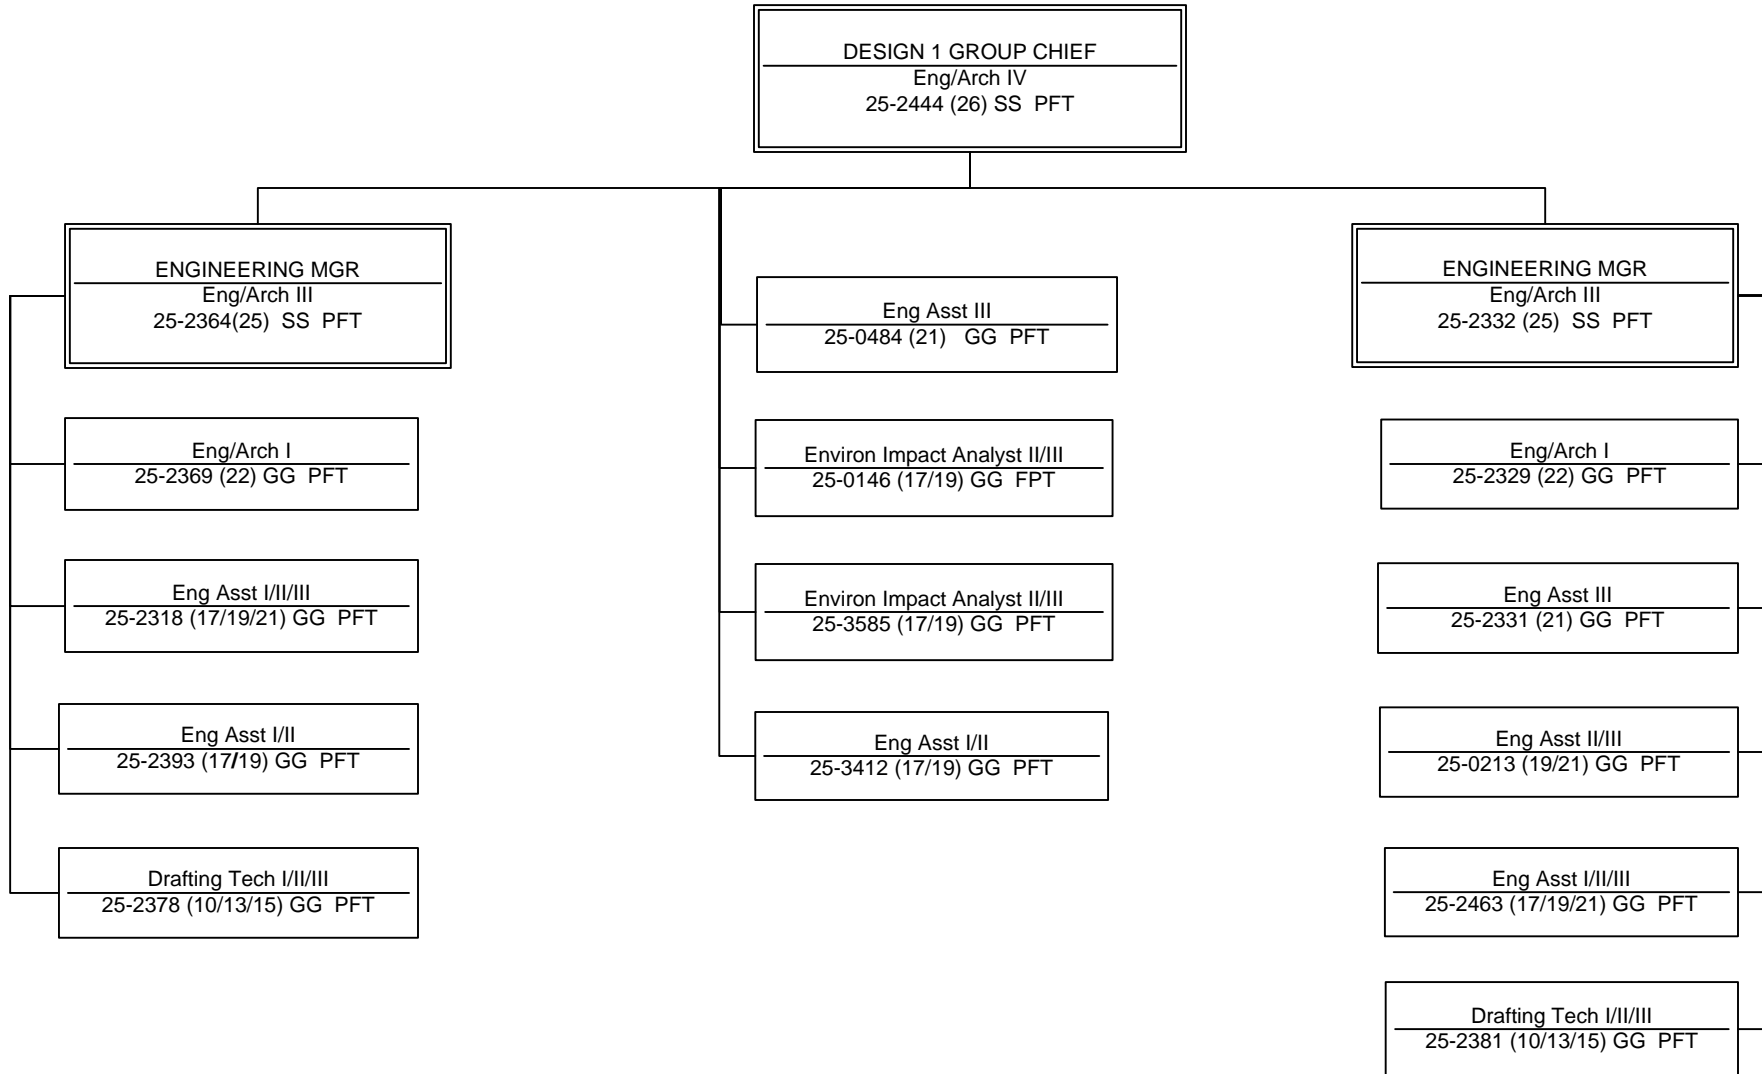 DESIGN 1 GROUP CHIEF
Eng/Arch IV
25-2444 (26) SS PFT
ENGINEERING MGR
Eng/Arch III
25-2364(25) SS PFT
Eng/Arch I
25-2369 (22) GG PFT
Eng Asst I/II/III
25-2318 (17/19/21) GG PFT
Eng Asst I/II
25-2393 (17/19) GG PFT
Drafting Tech I/II/III
25-2378 (10/13/15) GG PFT
Eng Asst III
25-0484 (21) GG PFT
Environ Impact Analyst II/III
25-0146 (17/19) GG FPT
Environ Impact Analyst II/III
25-3585 (17/19) GG PFT
Eng Asst I/II
25-3412 (17/19) GG PFT
ENGINEERING MGR
Eng/Arch III
25-2332 (25) SS PFT
Eng/Arch I
25-2329 (22) GG PFT
Eng Asst III
25-2331 (21) GG PFT
Eng Asst II/III
25-0213 (19/21) GG PFT
Eng Asst I/II/III
25-2463 (17/19/21) GG PFT
Drafting Tech I/II/III
25-2381 (10/13/15) GG PFT